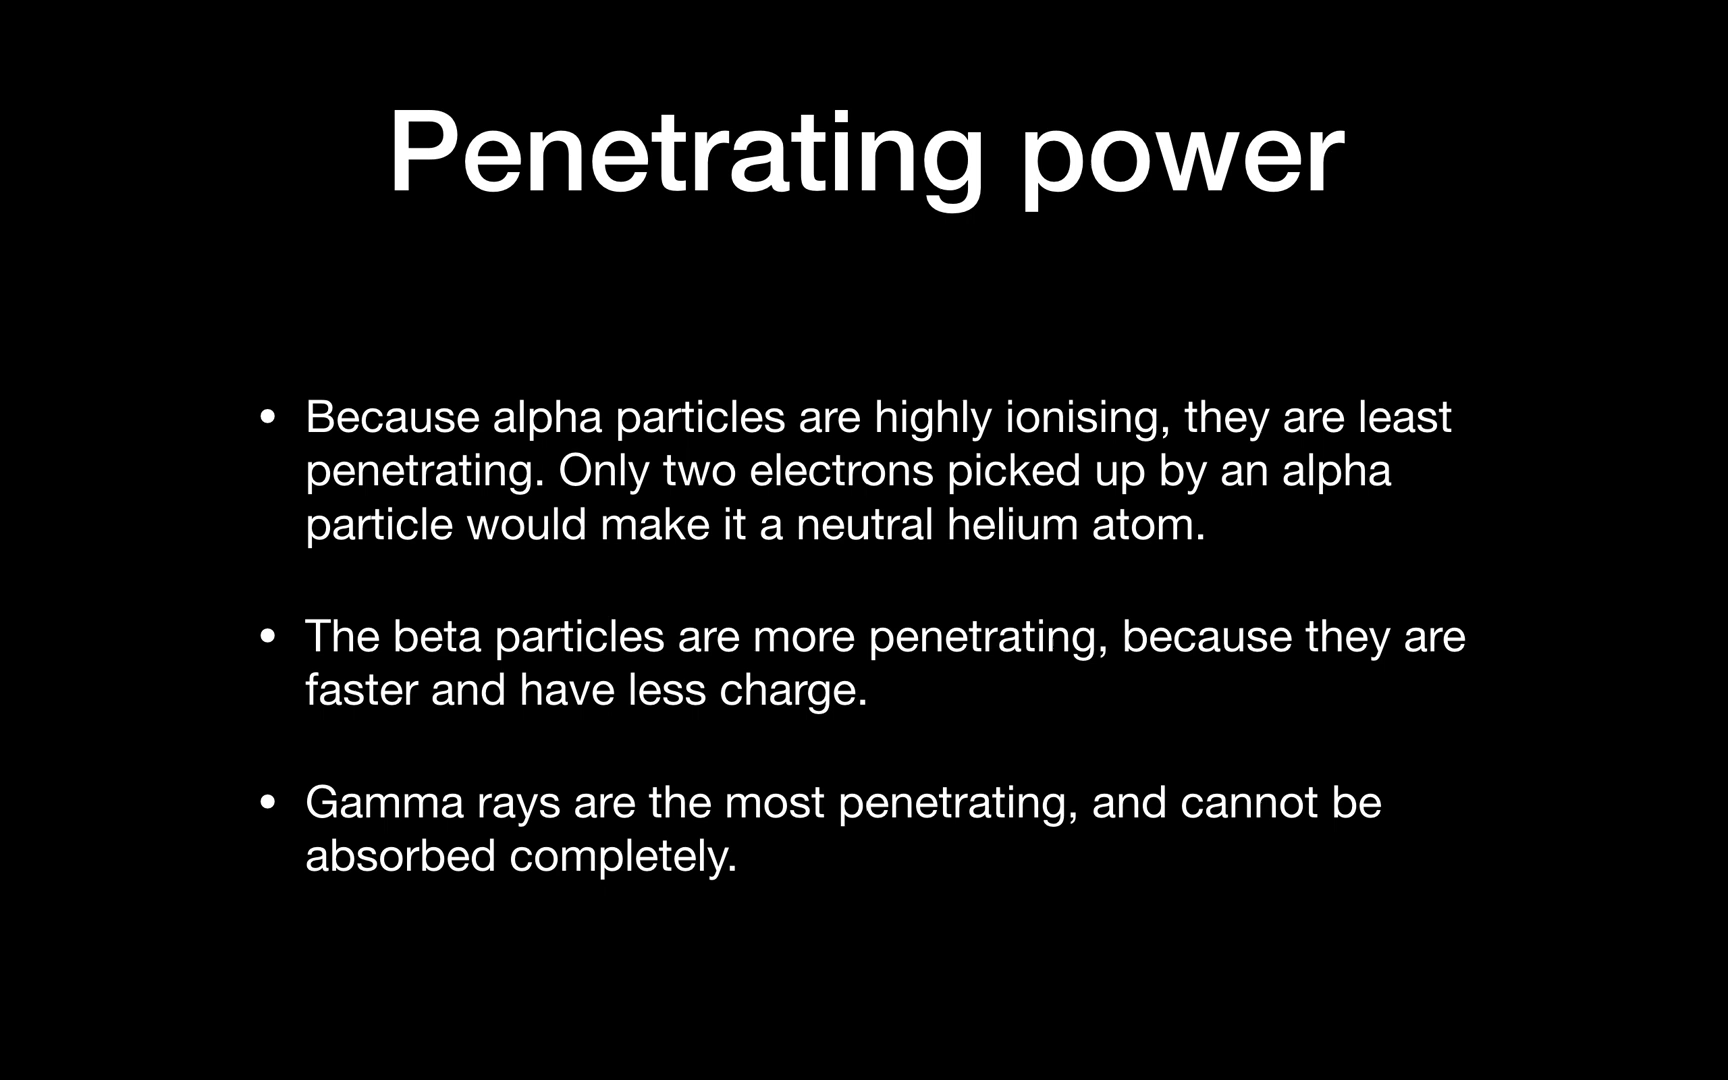 Penetrating power
• Because alpha particles are highly ionising, they are least
penetrating. Only two electrons picked up by an alpha
particle would make it a neutral helium atom.
• The beta particles are more penetrating, because they are
faster and have less charge.
• Gamma rays are the most penetrating, and cannot be
absorbed completely.